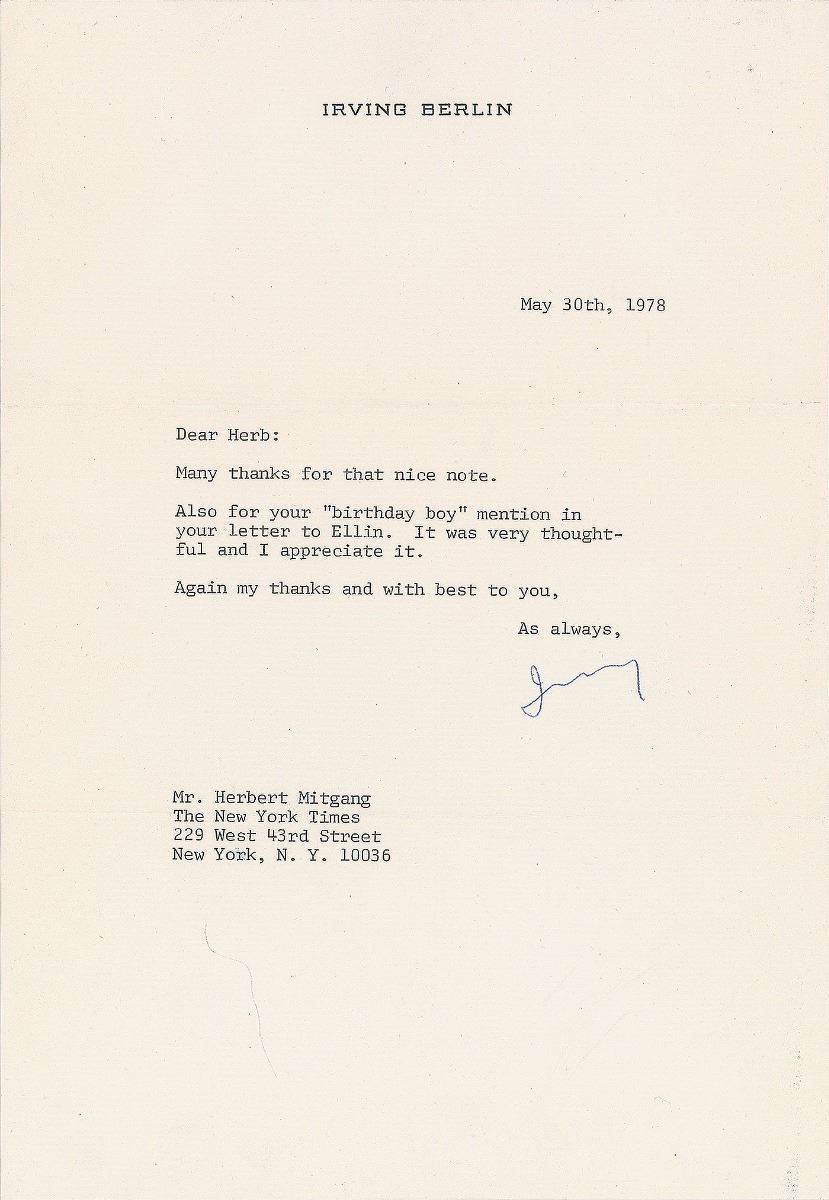 IRVING BERLIN
May 30th, 1978
Dear Herb:
Many thanks for that nice note.
Also for your "birthday boy" mention in
your letter to Ellin. It was very thought-
ful and I appreciate it.
Again my thanks and with best to you,
As always,
Irving
Mr. Herbert Mitgang
The New York Times
229 West 43rd Street
New York, N. Y. 10036